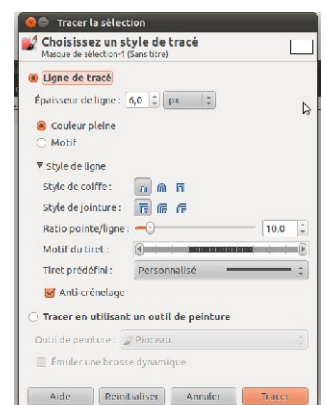 Tracer la sélection
Choisissez un style de tracé
Masque de sélection-1 (Sans titre)
Ligne de tracé
Épaisseur de ligne : 6,0 px
Couleur pleine
Motif
Style de ligne
Style de coiffe :
Style de jointure :
Ratio pointe/ligne : 10,0
Motif du tiret :
Tiret prédéfini : Personnalisé
Anti-crénelage
Tracer en utilisant un outil de peinture
Outil de peinture : Pinceau
Émuler une brosse dynamique
Aide Réinitialiser Annuler Tracer